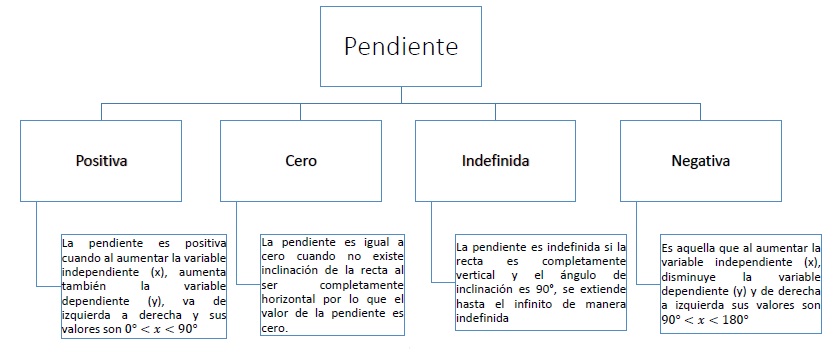 Pendiente
Positiva
Cero
Indefinida
Negativa
La pendiente es positiva
cuando al aumentar la variable
independiente (x), aumenta
también la variable
dependiente (y), va de
izquierda a derecha y sus
valores son 0° < x < 90°
La pendiente es igual a
cero cuando no existe
inclinación de la recta al
ser completamente
horizontal por lo que el
valor de la pendiente es
cero.
La pendiente es indefinida si la
recta es completamente
vertical y el ángulo de
inclinación es 90°, se extiende
hasta el infinito de manera
indefinida
Es aquella que al aumentar la
variable independiente (x),
disminuye la variable
dependiente (y) y de derecha
a izquierda sus valores son
90° < x < 180°